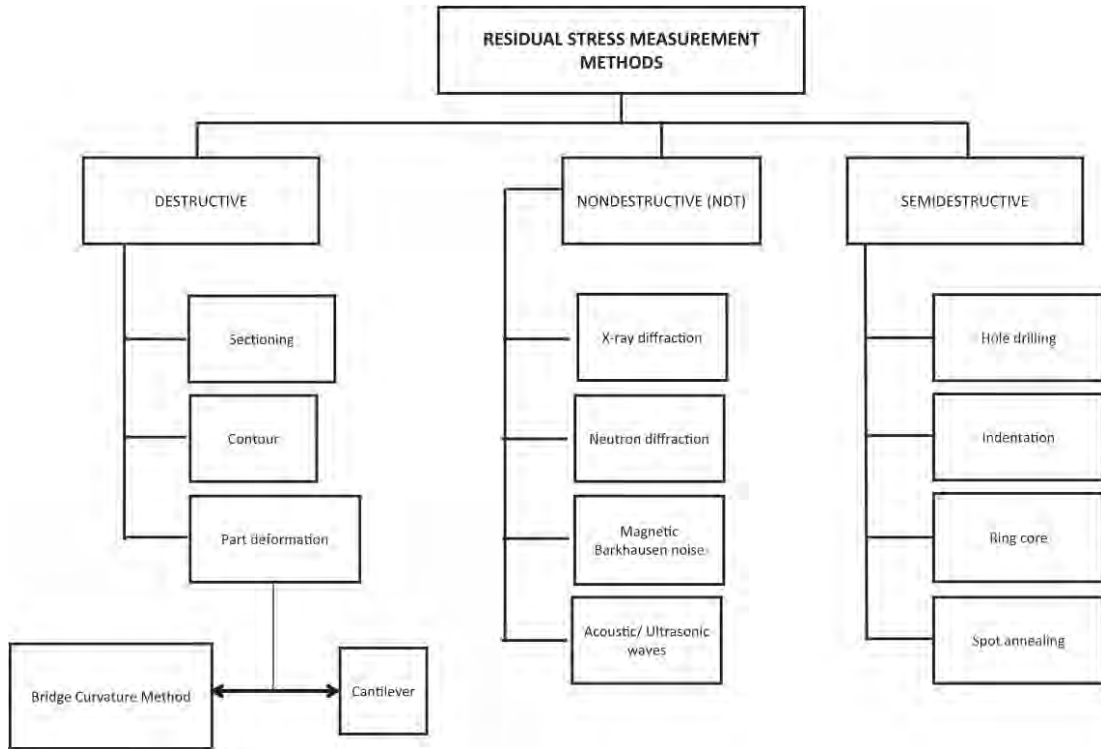 RESIDUAL STRESS MEASUREMENT
METHODS
DESTRUCTIVE
NONDESTRUCTIVE (NDT)
SEMIDESTRUCTIVE
Sectioning
Contour
Part deformation
Bridge Curvature Method
Cantilever
X-ray diffraction
Neutron diffraction
Magnetic
Barkhausen noise
Acoustic/ Ultrasonic
waves
Hole drilling
Indentation
Ring core
Spot annealing